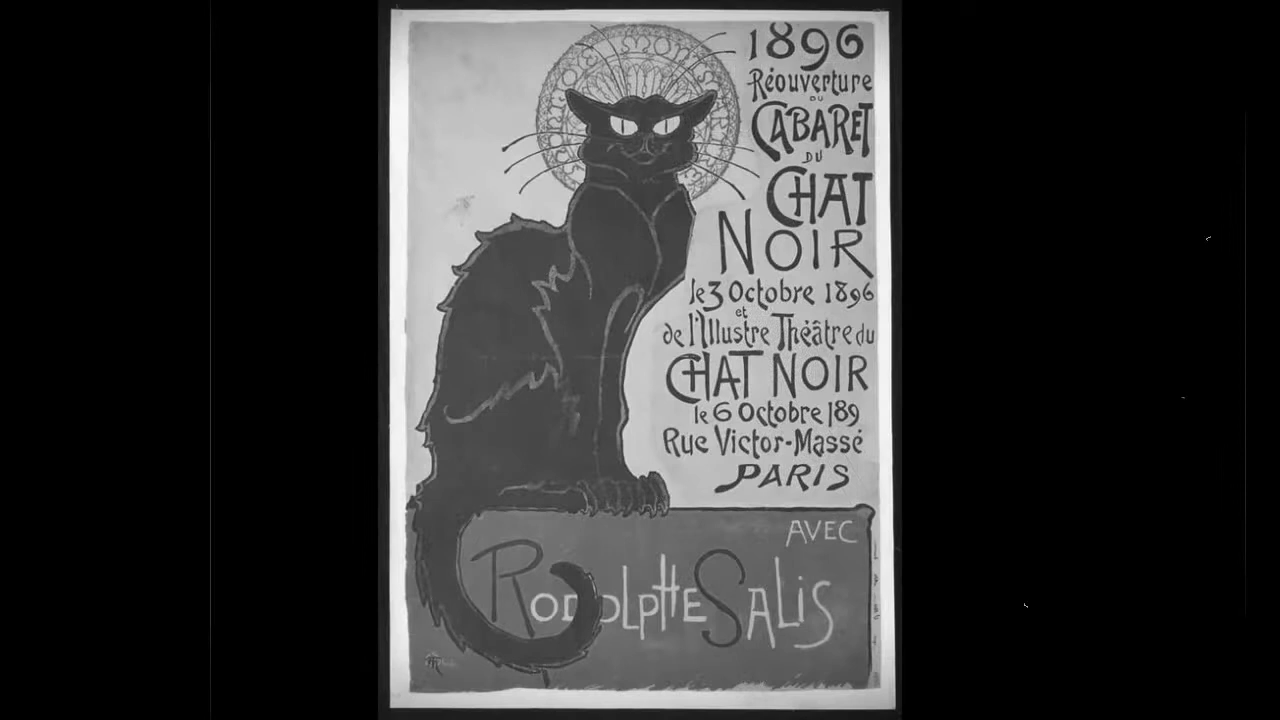 1896
Réouverture
DU
CABARET
DU
CHAT
NOIR
le 3 Octobre 1896
et
de l'Illustre Théâtre du
CHAT NOIR
le 6 Octobre 189
Rue Victor-Massé
PARIS
AVEC
RODOLPHE SALIS